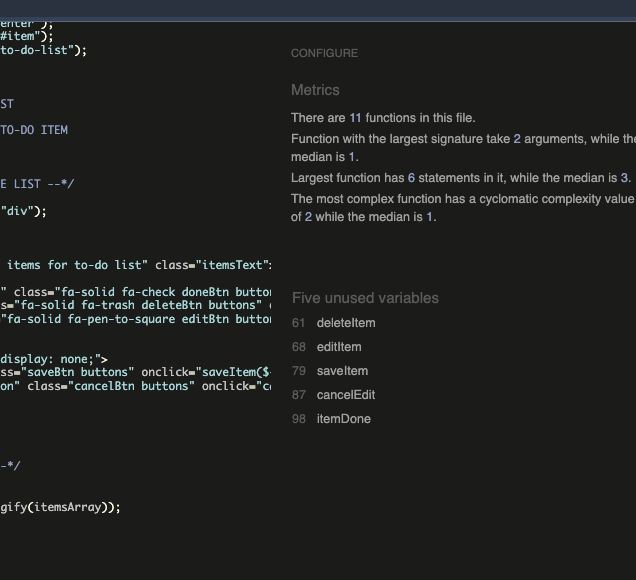 enter");
#item");
to-do-list");
ST
TO-DO ITEM
E LIST --*/
"div");
items for to-do list" class="itemsText">
" class="fa-solid fa-check doneBtn button
s="fa-solid fa-trash deleteBtn buttons"
"fa-solid fa-pen-to-square editBtn button
display: none;">
ss="saveBtn buttons" onclick="saveItem($
on" class="cancelBtn buttons" onclick="ca
-*/
gify(itemsArray));
CONFIGURE
Metrics
There are 11 functions in this file.
Function with the largest signature take 2 arguments, while the
median is 1.
Largest function has 6 statements in it, while the median is 3.
The most complex function has a cyclomatic complexity value
of 2 while the median is 1.
Five unused variables
61 deleteItem
68 editItem
79 saveItem
87 cancelEdit
98 itemDone